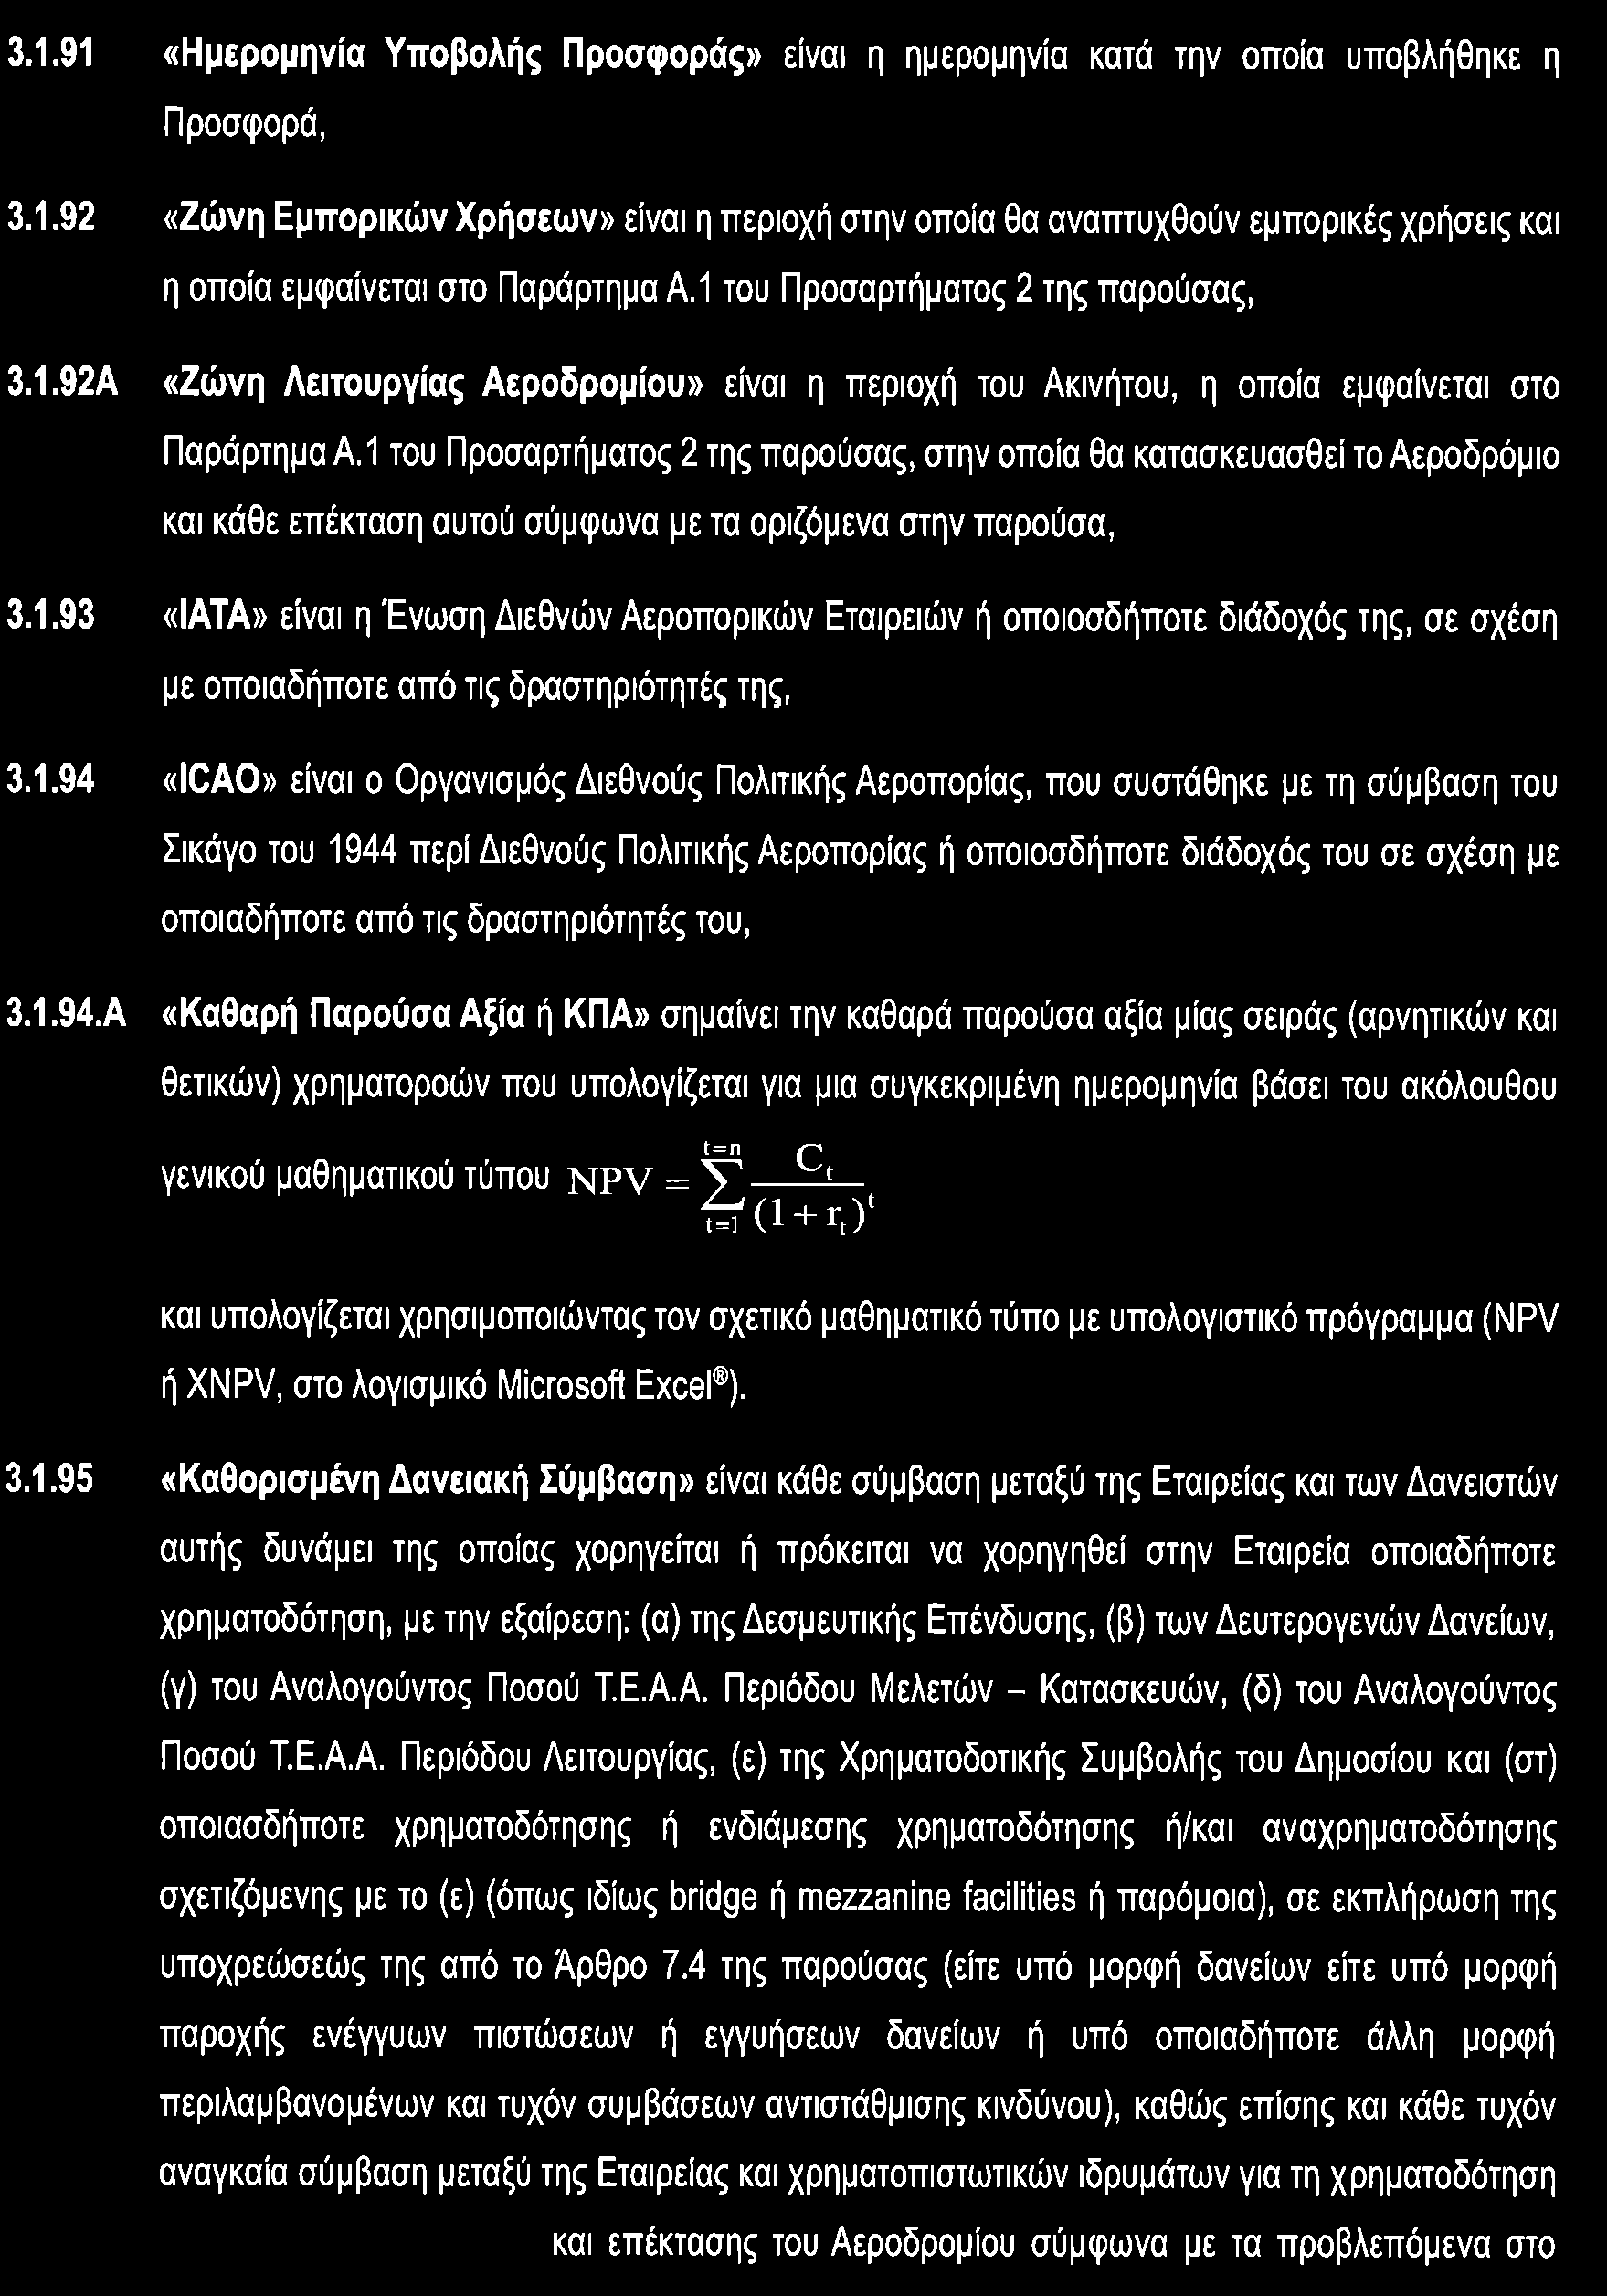 3.1.91 «Ημερομηνία Υποβολής Προσφοράς» είναι η ημερομηνία κατά την οποία υποβλήθηκε η
Προσφορά,
3.1.92 «Ζώνη Εμπορικών Χρήσεων» είναι η περιοχή στην οποία θα αναπτυχθούν εμπορικές χρήσεις και
η οποία εμφαίνεται στο Παράρτημα Α.1 του Προσαρτήματος 2 της παρούσας,
3.1.92Α «Ζώνη Λειτουργίας Αεροδρομίου» είναι η περιοχή του Ακινήτου, η οποία εμφαίνεται στο
Παράρτημα Α.1 του Προσαρτήματος 2 της παρούσας, στην οποία θα κατασκευασθεί το Αεροδρόμιο
και κάθε επέκταση αυτού σύμφωνα με τα οριζόμενα στην παρούσα,
3.1.93 «IATA» είναι η Ένωση Διεθνών Αεροπορικών Εταιρειών ή οποιοσδήποτε διάδοχός της, σε σχέση
με οποιαδήποτε από τις δραστηριότητές της,
3.1.94 «ICAO» είναι ο Οργανισμός Διεθνούς Πολιτικής Αεροπορίας, που συστάθηκε με τη σύμβαση του
Σικάγο του 1944 περί Διεθνούς Πολιτικής Αεροπορίας ή οποιοσδήποτε διάδοχός του σε σχέση με
οποιαδήποτε από τις δραστηριότητές του,
3.1.94.Α «Καθαρή Παρούσα Αξία ή ΚΠΑ» σημαίνει την καθαρά παρούσα αξία μίας σειράς (αρνητικών και
θετικών) χρηματοροών που υπολογίζεται για μια συγκεκριμένη ημερομηνία βάσει του ακόλουθου
γενικού μαθηματικού τύπου NPV = ∑ t=1 t=n C_t / (1 + r_t)^t
και υπολογίζεται χρησιμοποιώντας τον σχετικό μαθηματικό τύπο με υπολογιστικό πρόγραμμα (NPV
ή XNPV, στο λογισμικό Microsoft Excel®).
3.1.95 «Καθορισμένη Δανειακή Σύμβαση» είναι κάθε σύμβαση μεταξύ της Εταιρείας και των Δανειστών
αυτής δυνάμει της οποίας χορηγείται ή πρόκειται να χορηγηθεί στην Εταιρεία οποιαδήποτε
χρηματοδότηση, με την εξαίρεση: (α) της Δεσμευτικής Επένδυσης, (β) των Δευτερογενών Δανείων,
(γ) του Αναλογούντος Ποσού Τ.Ε.Α.Α. Περιόδου Μελετών – Κατασκευών, (δ) του Αναλογούντος
Ποσού Τ.Ε.Α.Α. Περιόδου Λειτουργίας, (ε) της Χρηματοδοτικής Συμβολής του Δημοσίου και (στ)
οποιασδήποτε χρηματοδότησης ή ενδιάμεσης χρηματοδότησης ή/και αναχρηματοδότησης
σχετιζόμενης με το (ε) (όπως ιδίως bridge ή mezzanine facilities ή παρόμοια), σε εκπλήρωση της
υποχρεώσεώς της από το Άρθρο 7.4 της παρούσας (είτε υπό μορφή δανείων είτε υπό μορφή
παροχής ενέγγυων πιστώσεων ή εγγυήσεων δανείων ή υπό οποιαδήποτε άλλη μορφή
περιλαμβανομένων και τυχόν συμβάσεων αντιστάθμισης κινδύνου), καθώς επίσης και κάθε τυχόν
αναγκαία σύμβαση μεταξύ της Εταιρείας και χρηματοπιστωτικών ιδρυμάτων για τη χρηματοδότηση
και επέκτασης του Αεροδρομίου σύμφωνα με τα προβλεπόμενα στο